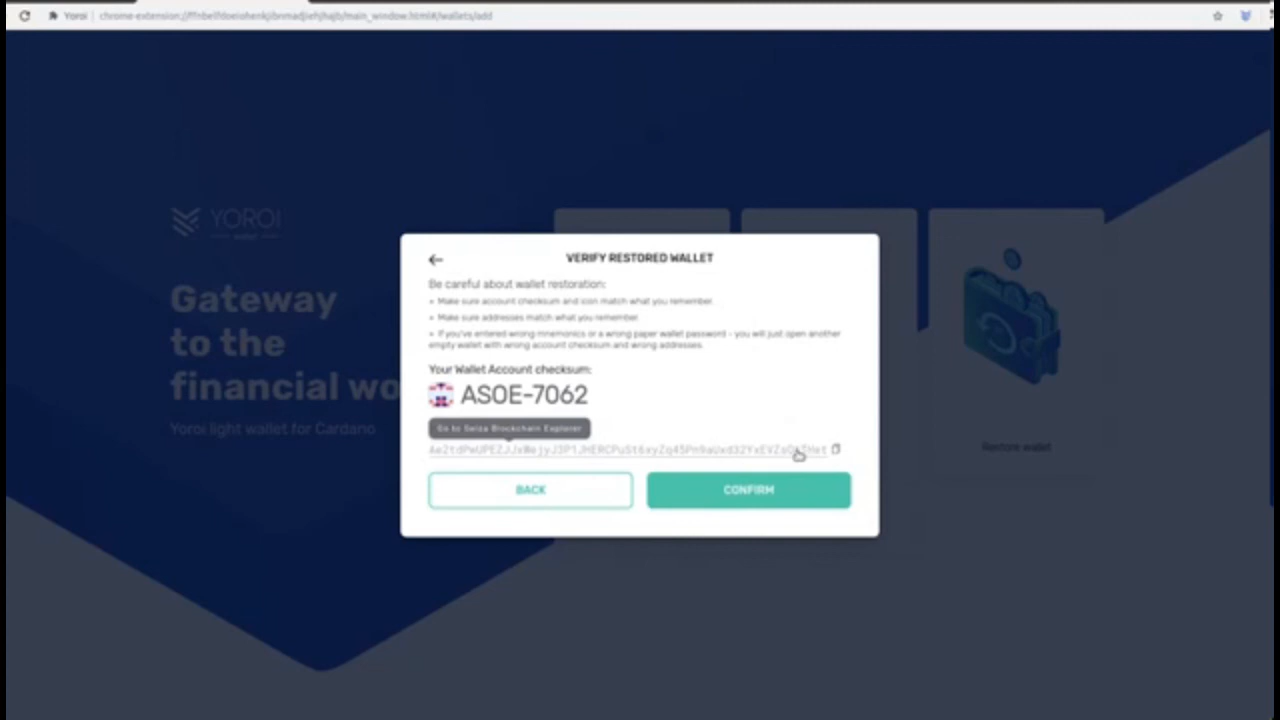 Yoroi
YOROI
Gateway
to the
financial wo
Yoroi light wallet for Cardano
VERIFY RESTORED WALLET
Be careful about wallet restoration:
• Make sure account checksum and icon match what you remember.
• Make sure addresses match what you remember
• If you've entered wrong mnemonics or a wrong paper wallet password - you will just open another
empty wallet with wrong account checksum and wrong addresses.
Your Wallet Account checksum:
ASOE-7062
Go to Seiza Blockchain Explorer
BACK
CONFIRM
Restore wallet